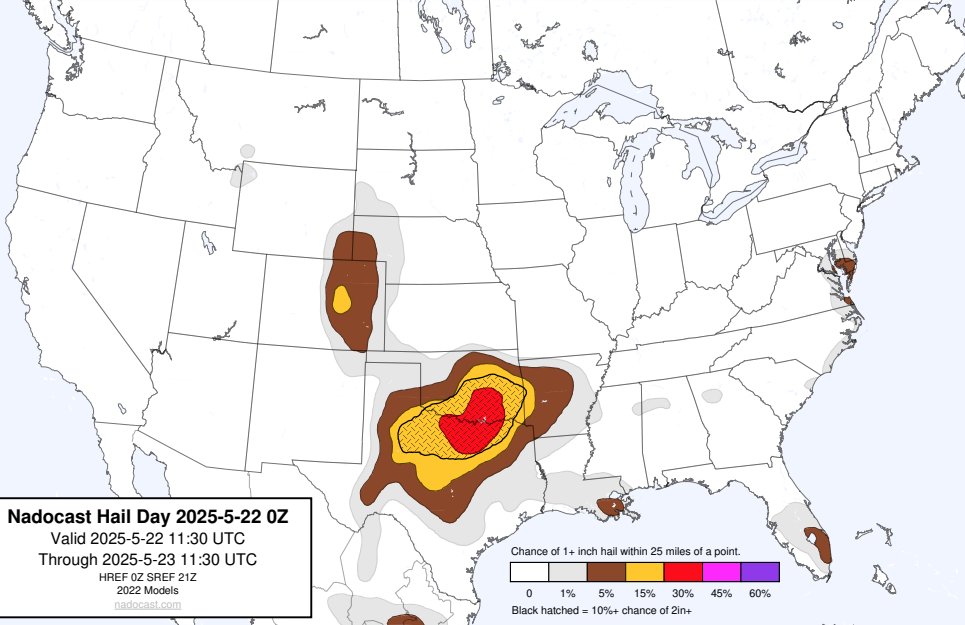 Nadocast Hail Day 2025-5-22 0Z
Valid 2025-5-22 11:30 UTC
Through 2025-5-23 11:30 UTC
HREF 0Z SREF 21Z
2022 Models
nadocast.com
Chance of 1+ inch hail within 25 miles of a point.
0 1% 5% 15% 30% 45% 60%
Black hatched = 10%+ chance of 2in+